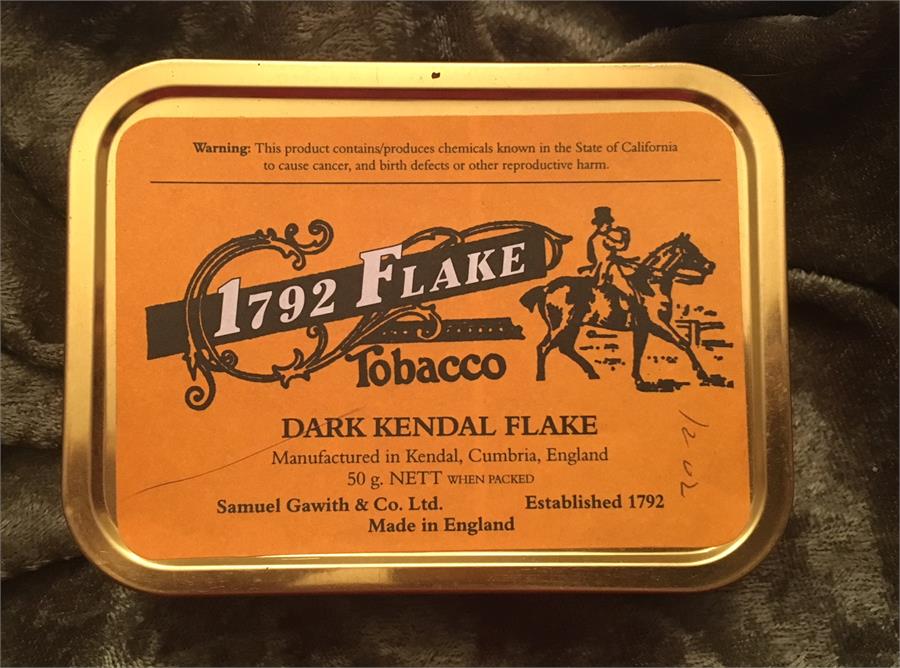 Warning: This product contains/produces chemicals known in the State of California
to cause cancer, and birth defects or other reproductive harm.
1792 FLAKE
Tobacco
DARK KENDAL FLAKE
Manufactured in Kendal, Cumbria, England
50 g. NETT WHEN PACKED
Samuel Gawith & Co. Ltd. Established 1792
Made in England
12 02